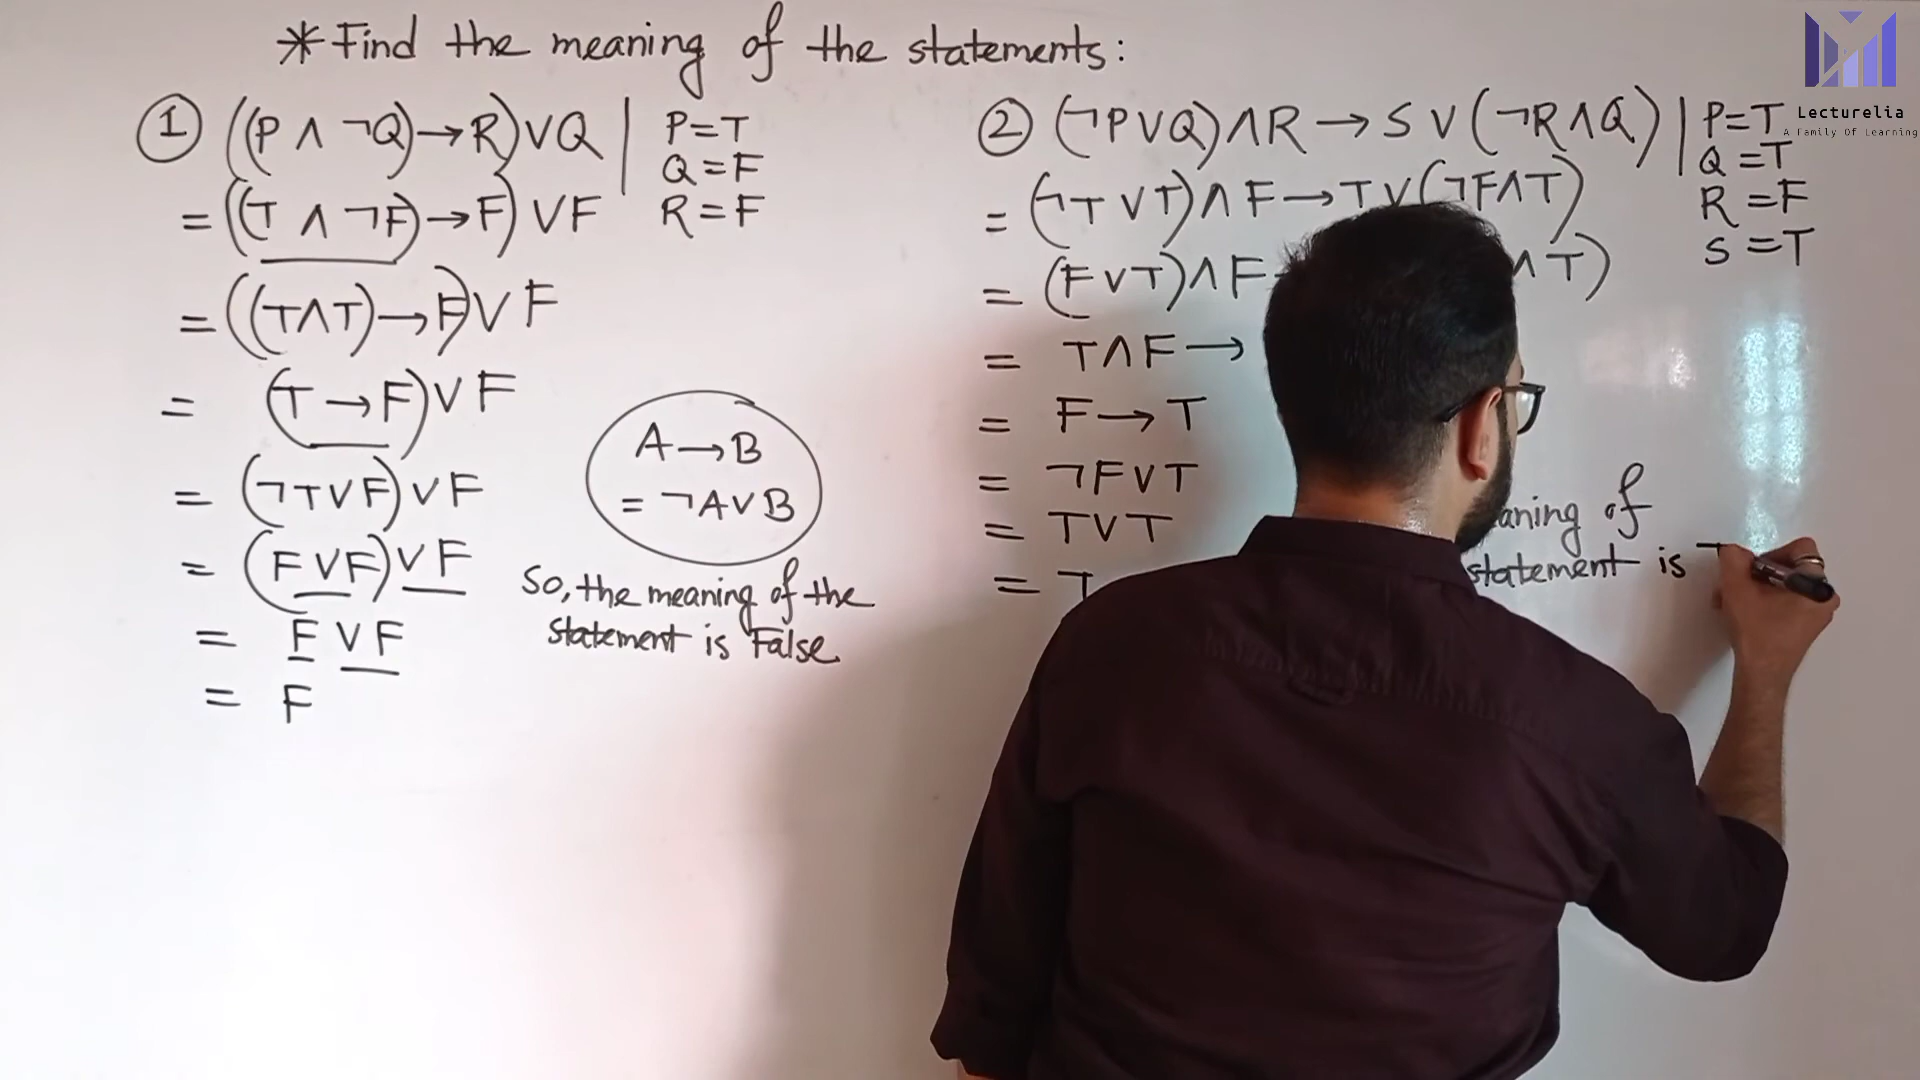 * Find the meaning of the statements:
① ((P ∧ ¬Q)→R)∨Q | P=T
Q=F
R=F
= ((T ∧ ¬F)→F) ∨F
= ((T∧T)→F)∨F
= (T→F)∨F
= (¬T∨F)∨F
= (F∨F)∨F
= F∨F
= F
A→B
= ¬A∨B
So, the meaning of the
statement is False
② (¬P∨Q)∧R→S∨(¬R∧Q) | P=T
Q=T
R=F
S=T
= (¬T∨T)∧F→T∨(¬F∧T)
= (F∨T)∧F ∧T)
= T∧F→
= F→T
= ¬F∨T
= T∨T
= T
of
statement is T
Lecturelia
A Family Of Learning